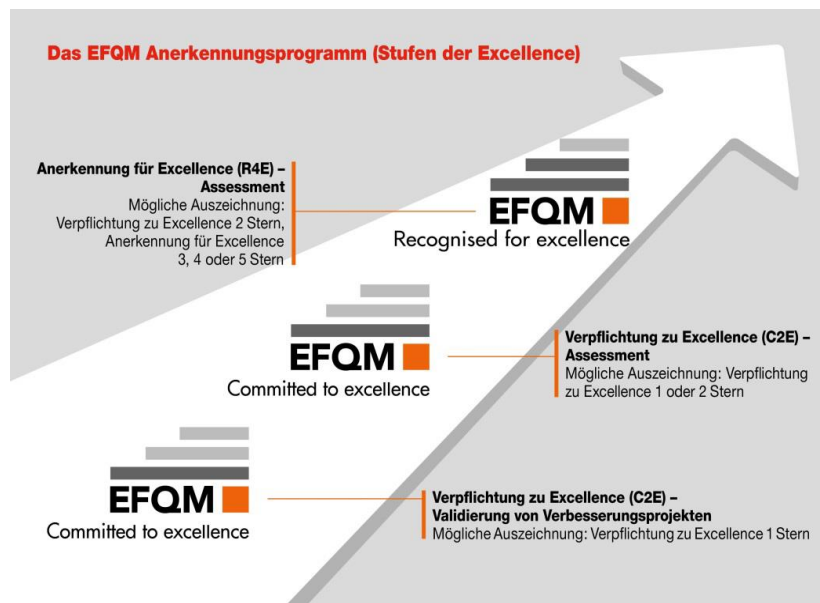 Das EFQM Anerkennungsprogramm (Stufen der Excellence)
Anerkennung für Excellence (R4E) –
Assessment
Mögliche Auszeichnung:
Verpflichtung zu Excellence 2 Stern,
Anerkennung für Excellence
3, 4 oder 5 Stern
EFQM
Recognised for excellence
EFQM
Committed to excellence
Verpflichtung zu Excellence (C2E) –
Assessment
Mögliche Auszeichnung: Verpflichtung
zu Excellence 1 oder 2 Stern
EFQM
Committed to excellence
Verpflichtung zu Excellence (C2E) –
Validierung von Verbesserungsprojekten
Mögliche Auszeichnung: Verpflichtung zu Excellence 1 Stern